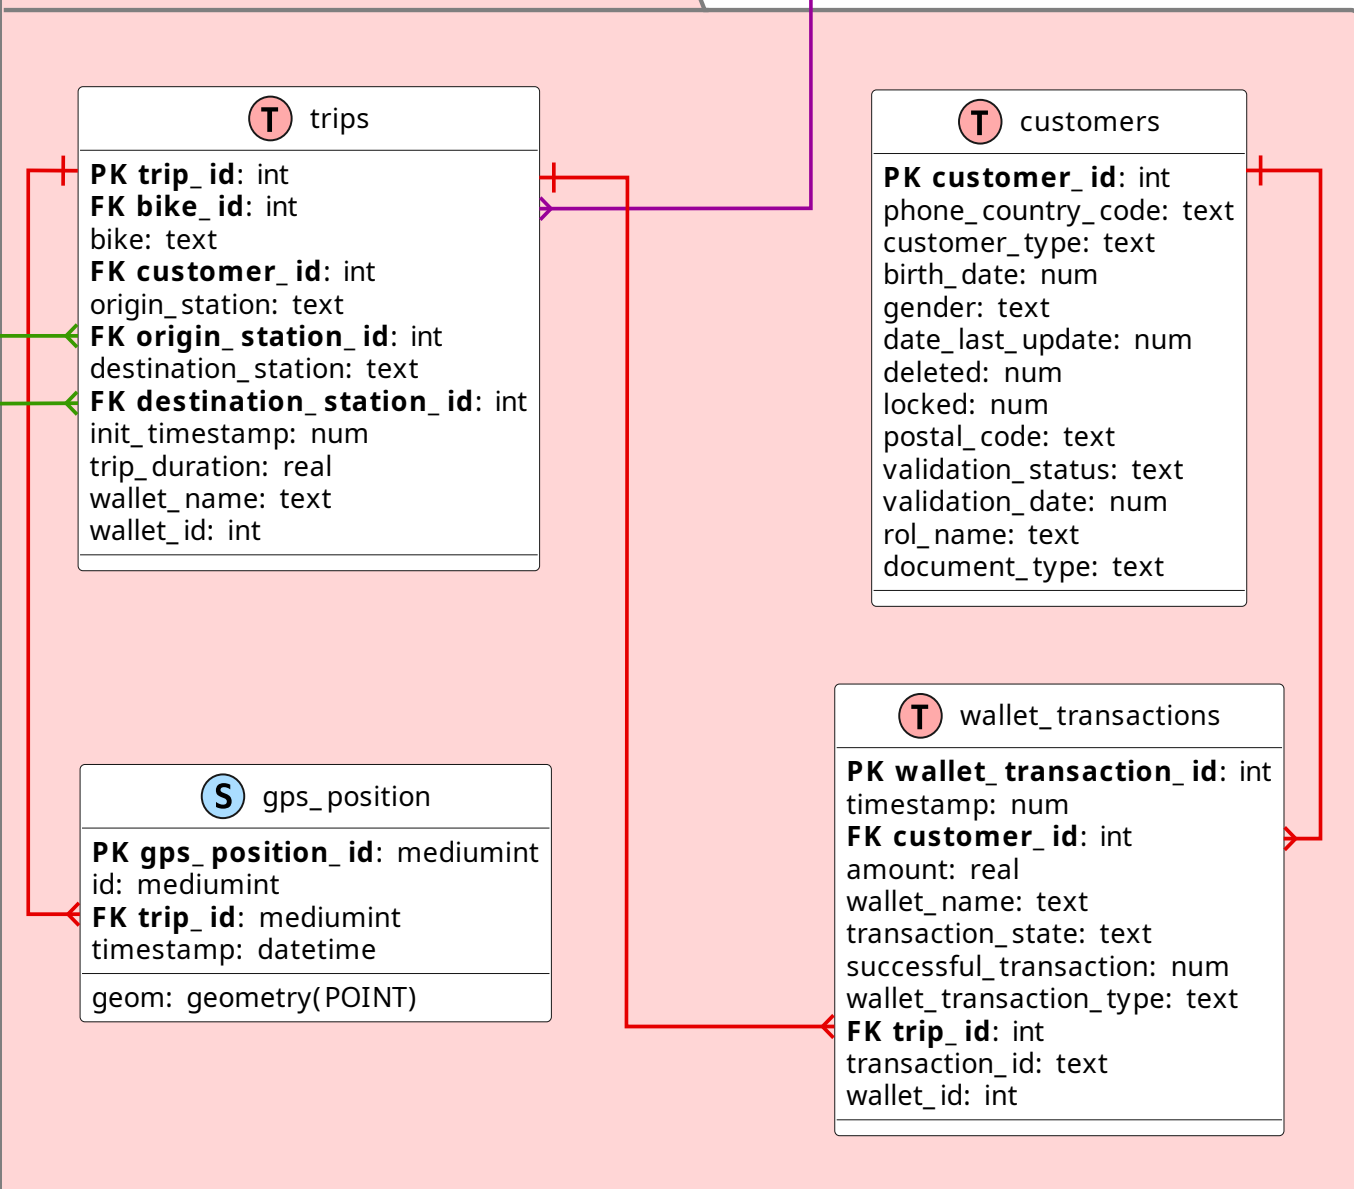 T trips
PK trip_id: int
FK bike_id: int
bike: text
FK customer_id: int
origin_station: text
FK origin_station_id: int
destination_station: text
FK destination_station_id: int
init_timestamp: num
trip_duration: real
wallet_name: text
wallet_id: int
T customers
PK customer_id: int
phone_country_code: text
customer_type: text
birth_date: num
gender: text
date_last_update: num
deleted: num
locked: num
postal_code: text
validation_status: text
validation_date: num
rol_name: text
document_type: text
S gps_position
PK gps_position_id: mediumint
id: mediumint
FK trip_id: mediumint
timestamp: datetime
geom: geometry(POINT)
T wallet_transactions
PK wallet_transaction_id: int
timestamp: num
FK customer_id: int
amount: real
wallet_name: text
transaction_state: text
successful_transaction: num
wallet_transaction_type: text
FK trip_id: int
transaction_id: text
wallet_id: int